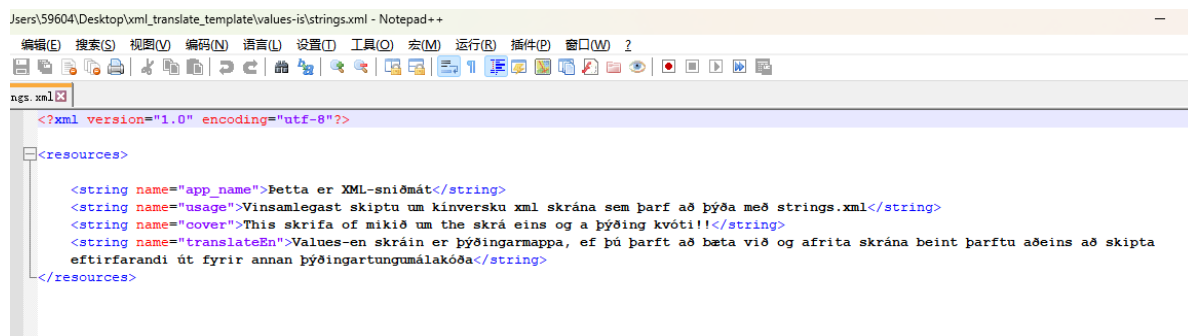 Jsers\59604\Desktop\xml_translate_template\values-is\strings.xml - Notepad++
编辑(E) 搜索(S) 视图(V) 编码(N) 语言(L) 设置(T) 工具(O) 宏(M) 运行(R) 插件(P) 窗口(W) ?
ngs.xml
<?xml version="1.0" encoding="utf-8"?>
<resources>
<string name="app_name">Þetta er XML-sniðmát</string>
<string name="usage">Vinsamlegast skiptu um kínversku xml skrána sem þarf að þýða með strings.xml</string>
<string name="cover">This skrifa of mikið um the skrá eins og a þýðing kvóti!!</string>
<string name="translateEn">Values-en skráin er þýðingarmappa, ef þú þarft að bæta við og afrita skrána beint þarftu aðeins að skipta
eftirfarandi út fyrir annan þýðingartungumálakóða</string>
</resources>